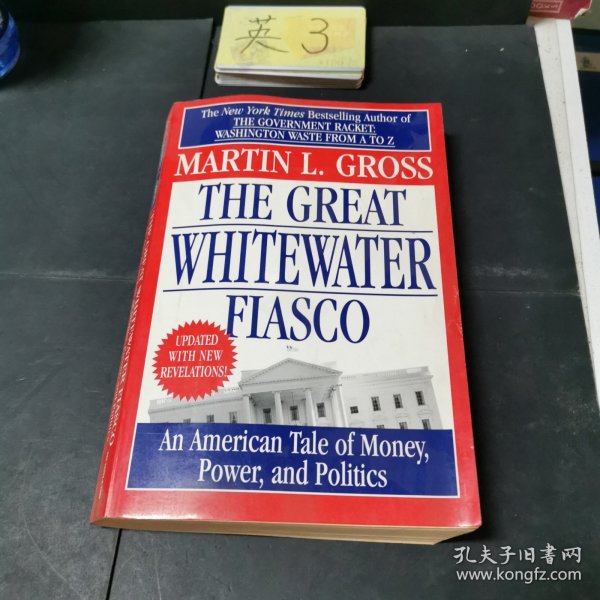 英 3
The New York Times Bestselling Author of
THE GOVERNMENT RACKET:
WASHINGTON WASTE FROM A TO Z
MARTIN L. GROSS
THE GREAT
WHITEWATER
FIASCO
UPDATED
WITH NEW
REVELATIONS!
An American Tale of Money,
Power, and Politics
孔夫子旧书网
www.kongfz.com